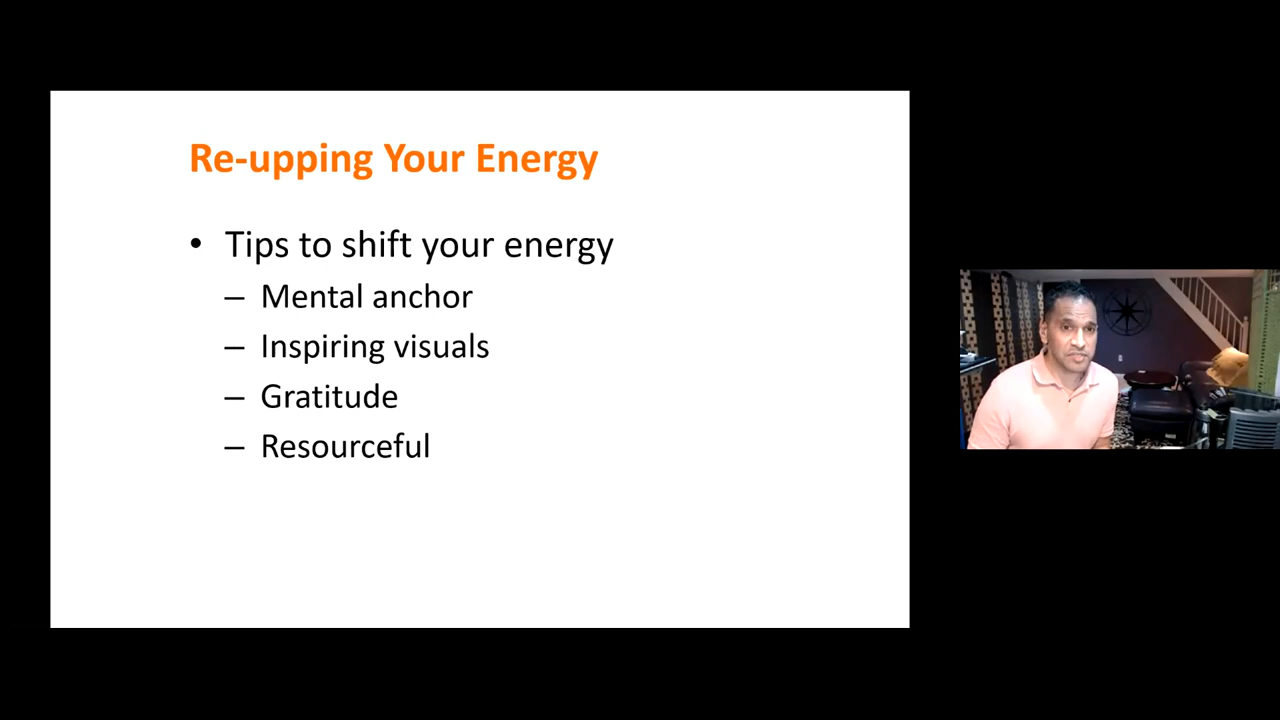 Re-upping Your Energy
• Tips to shift your energy
– Mental anchor
– Inspiring visuals
– Gratitude
– Resourceful